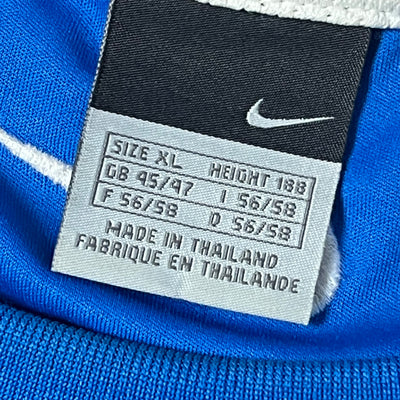 SIZE XL HEIGHT 188
GB 45/47 I 56/58
F 56/58 D 56/58
MADE IN THAILAND
FABRIQUE EN THAILANDE